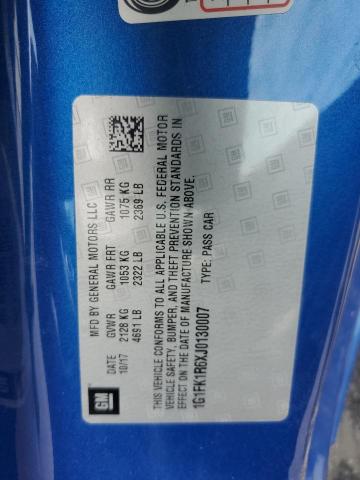 MFD BY GENERAL MOTORS LLC
DATE GVWR GAWR FRT GAWR RR
10/17 2128 KG 1053 KG 1075 KG
4691 LB 2322 LB 2369 LB
THIS VEHICLE CONFORMS TO ALL APPLICABLE U.S. FEDERAL MOTOR
VEHICLE SAFETY, BUMPER, AND THEFT PREVENTION STANDARDS IN
EFFECT ON THE DATE OF MANUFACTURE SHOWN ABOVE.
1G1FK1R6XJ0130007 TYPE: PASS CAR
GM